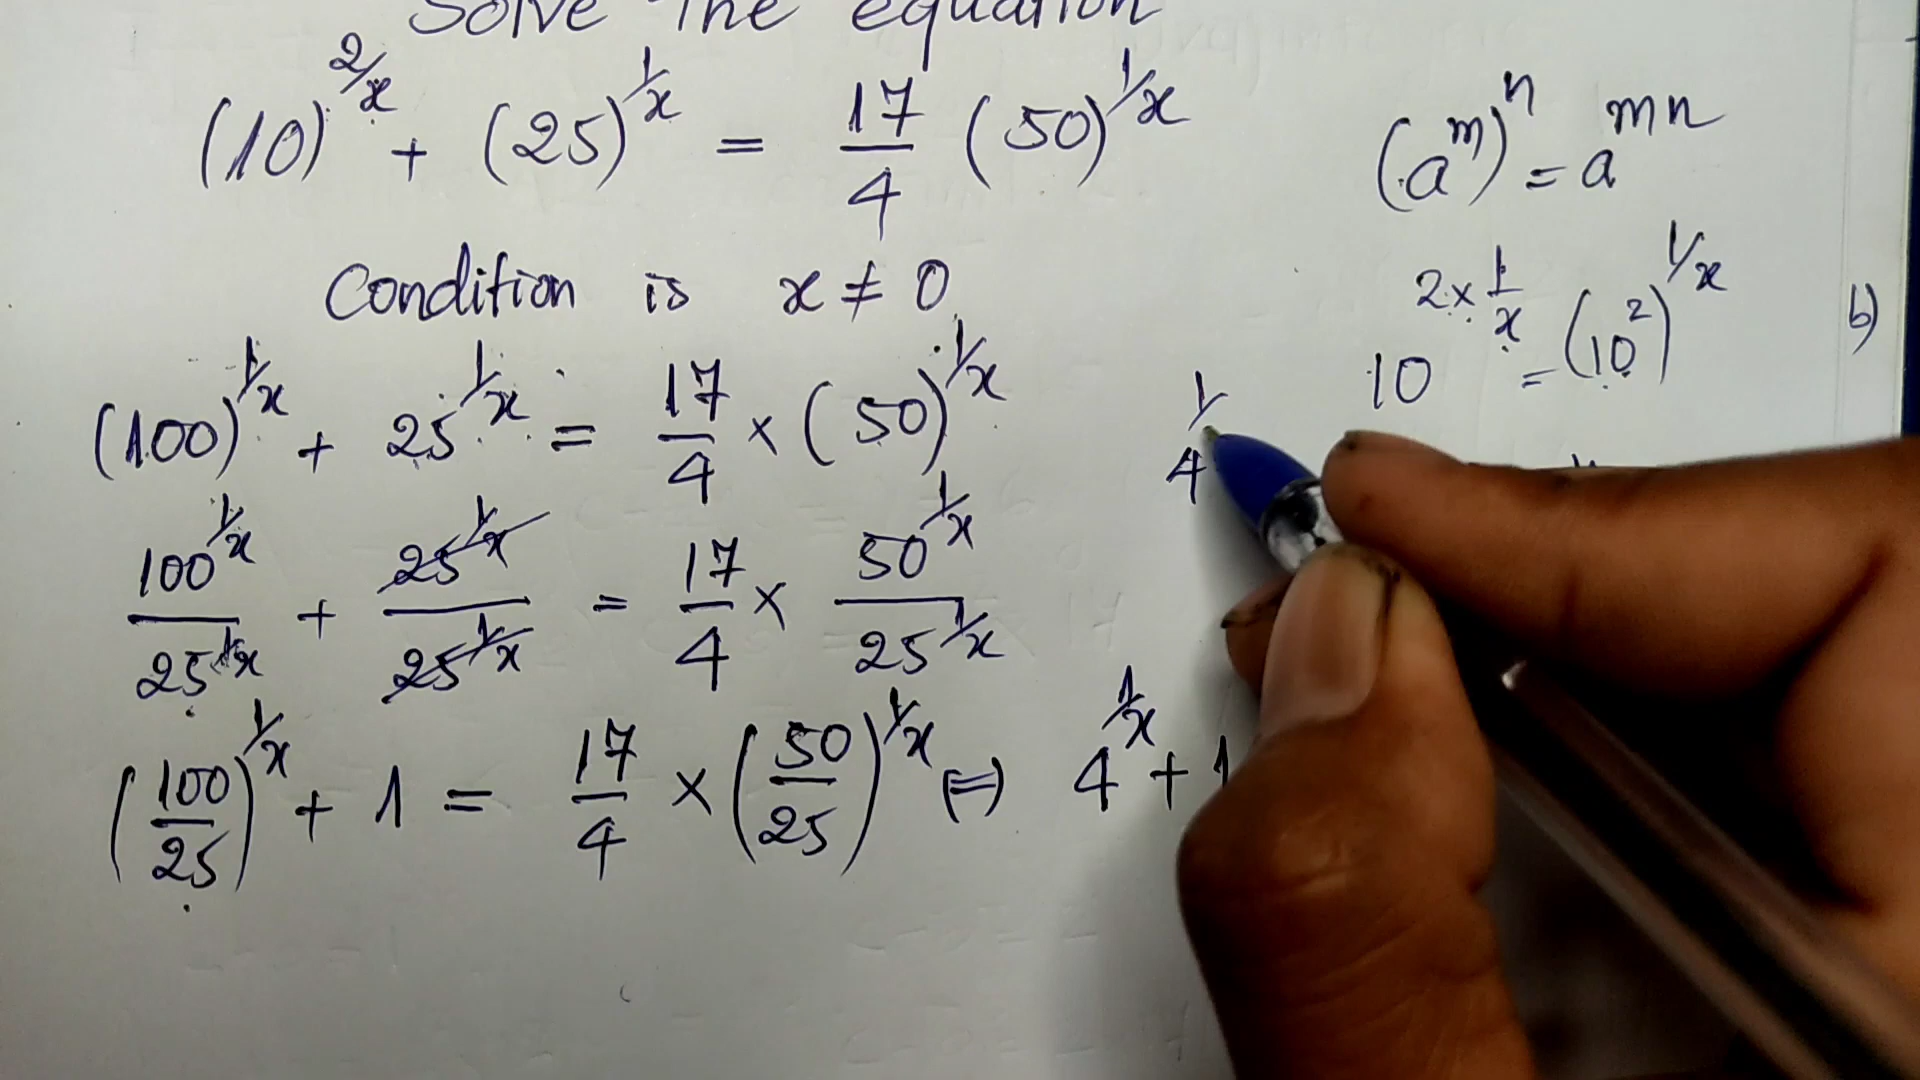 Solve the equation
(10)^{2/x} + (25)^{1/x} = 17/4 (50)^{1/x}
(a^m)^n = a^{mn}
Condition is x ≠ 0
10^{2 × 1/x} = (10^2)^{1/x}
b)
(100)^{1/x} + 25^{1/x} = 17/4 × (50)^{1/x}
4^{1/
100^{1/x}/25^{1/x} + 25^{1/x}/25^{1/x} = 17/4 × 50^{1/x}/25^{1/x}
(100/25)^{1/x} + 1 = 17/4 × (50/25)^{1/x} ⇔ 4^{1/x} + 1